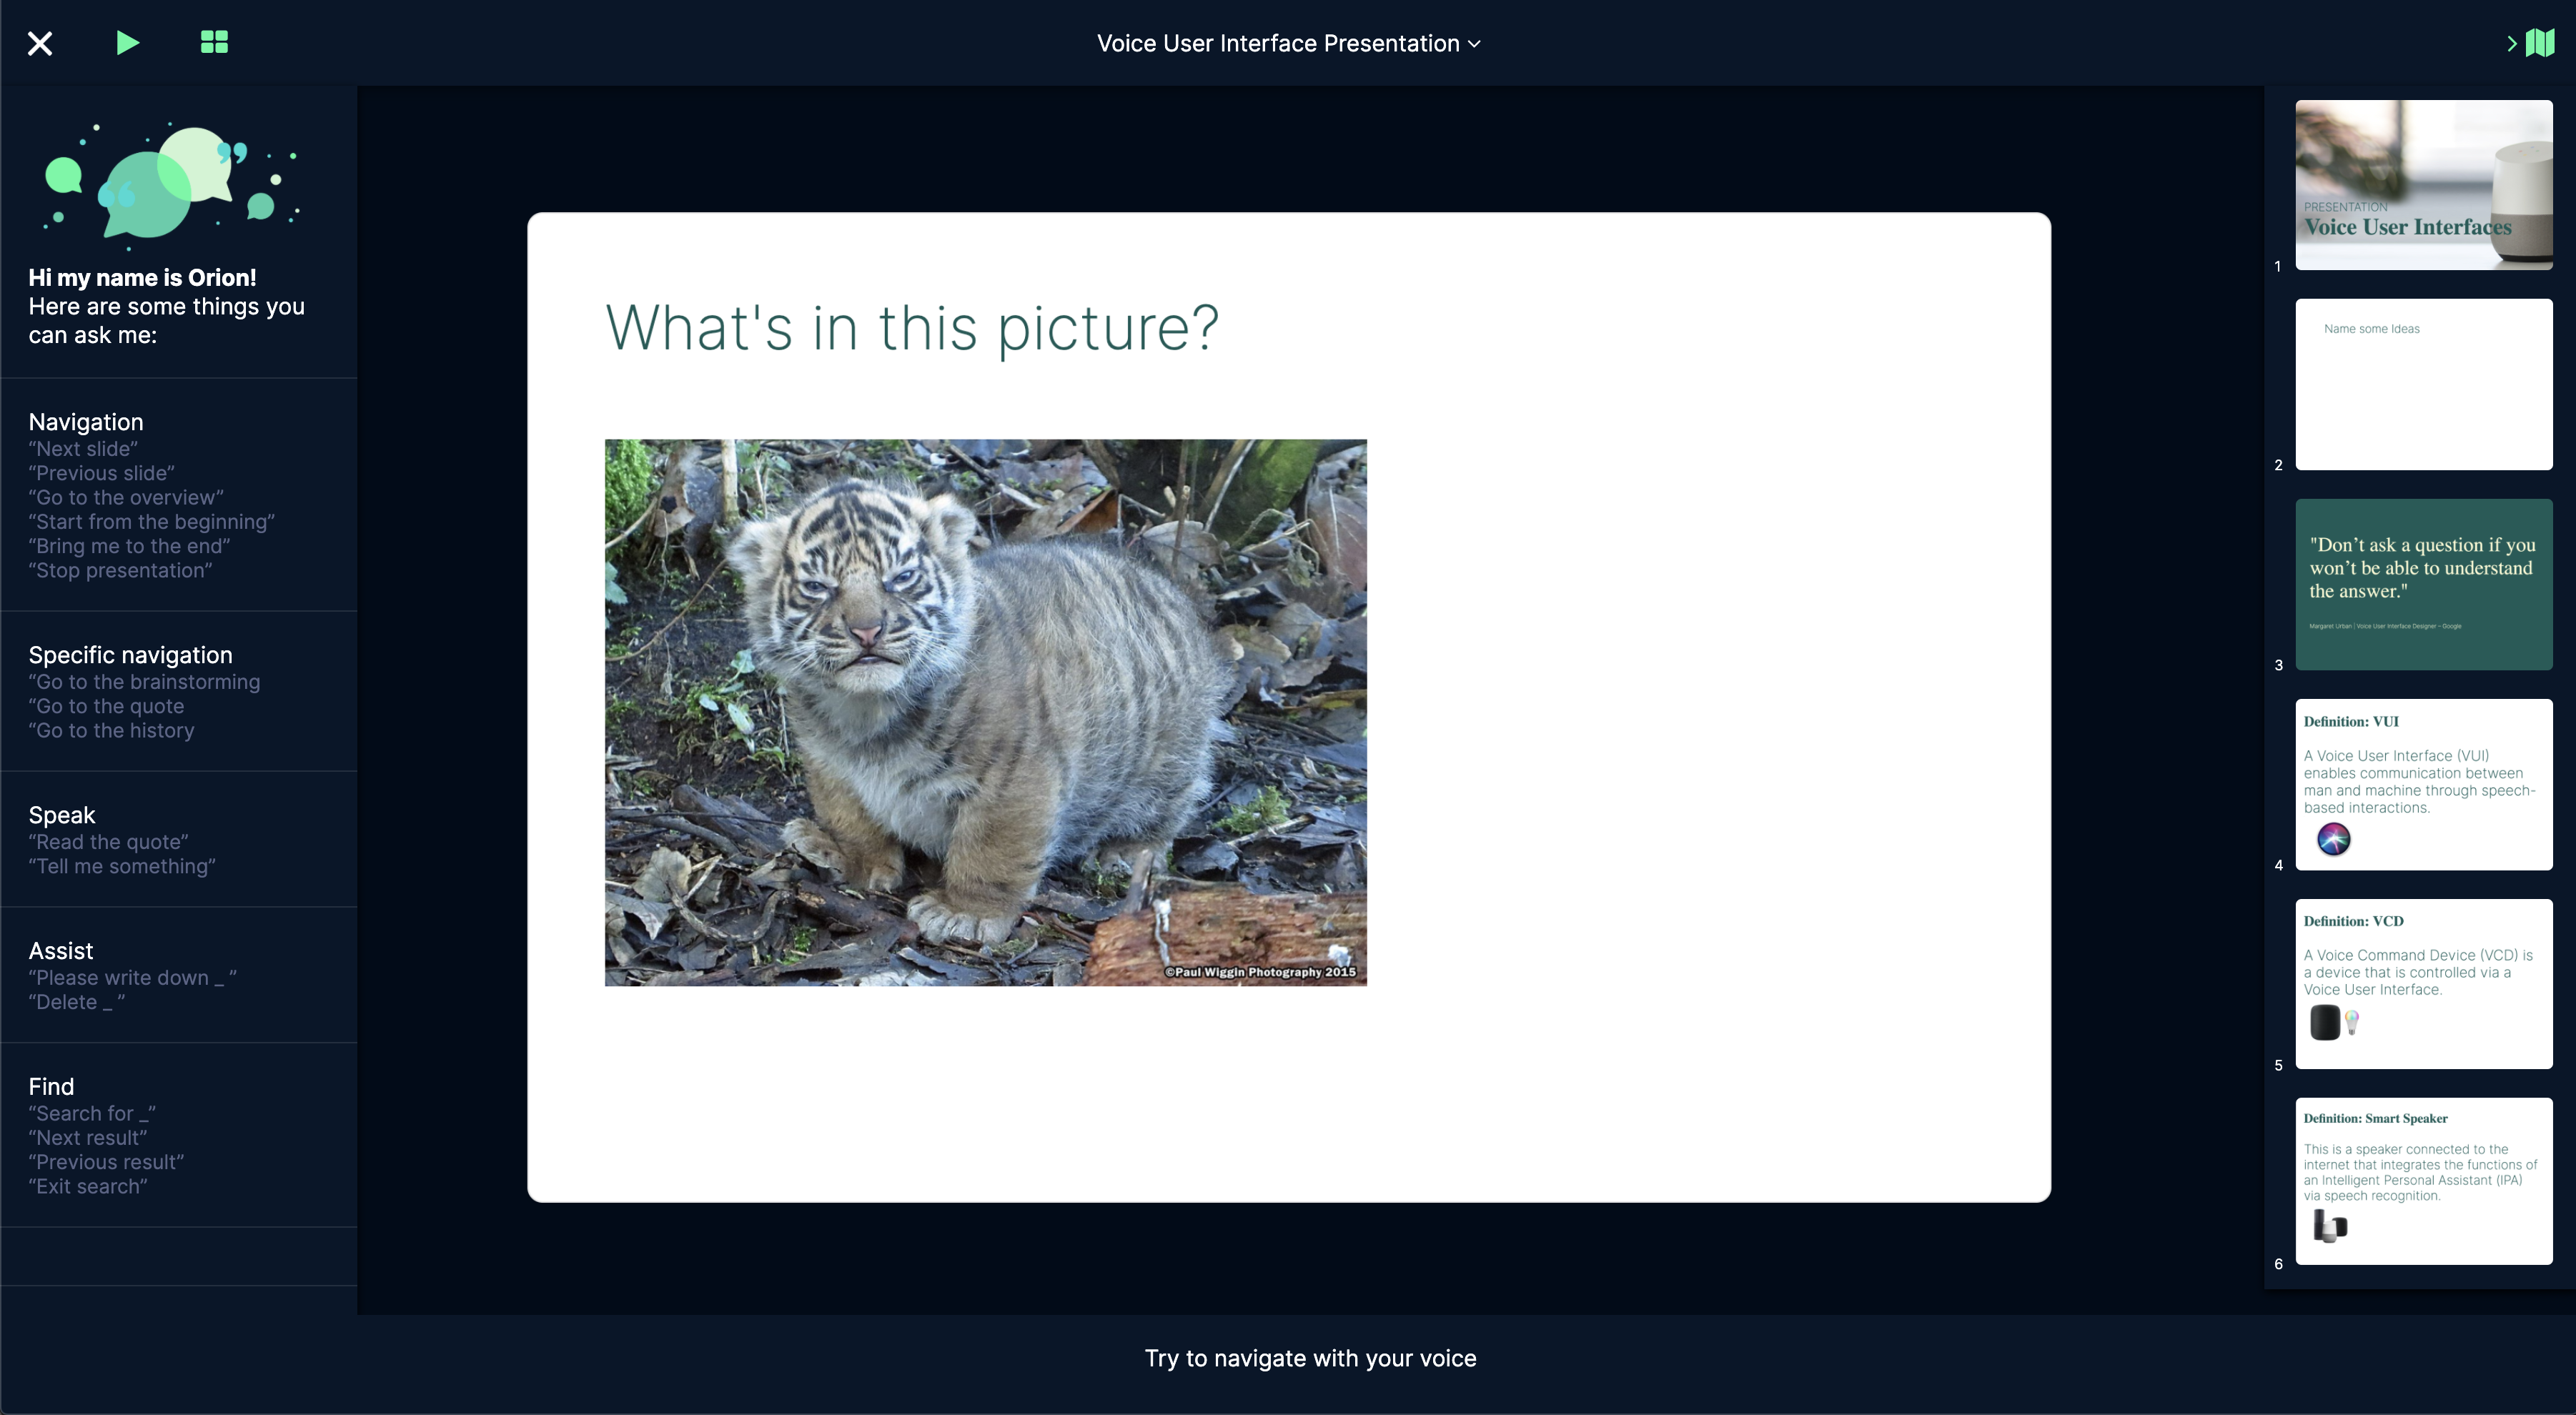 Voice User Interface Presentation
Hi my name is Orion!
Here are some things you
can ask me:
Navigation
“Next slide”
“Previous slide”
“Go to the overview”
“Start from the beginning”
“Bring me to the end”
“Stop presentation”
Specific navigation
“Go to the brainstorming
“Go to the quote
“Go to the history
Speak
“Read the quote”
“Tell me something”
Assist
“Please write down _ ”
“Delete _ ”
Find
“Search for _”
“Next result”
“Previous result”
“Exit search”
What's in this picture?
©Paul Wiggin Photography 2015
PRESENTATION
Voice User Interfaces
1
Name some Ideas
2
"Don’t ask a question if you
won’t be able to understand
the answer."
Margaret Urban | Voice User Interface Designer – Google
3
Definition: VUI
A Voice User Interface (VUI)
enables communication between
man and machine through speech-
based interactions.
4
Definition: VCD
A Voice Command Device (VCD) is
a device that is controlled via a
Voice User Interface.
5
Definition: Smart Speaker
This is a speaker connected to the
internet that integrates the functions of
an Intelligent Personal Assistant (IPA)
via speech recognition.
6
Try to navigate with your voice